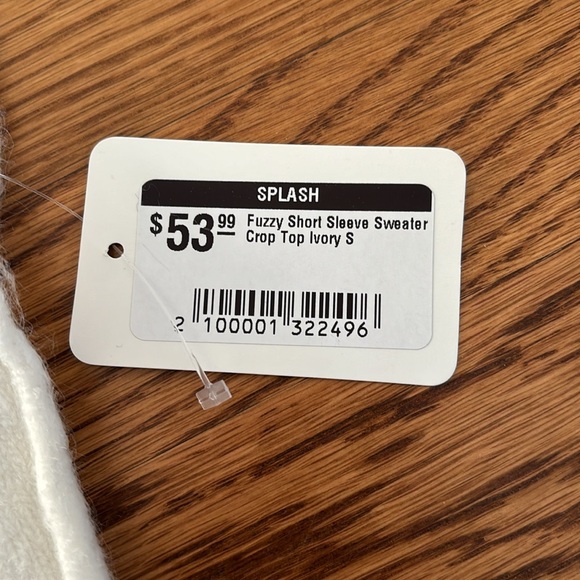 SPLASH
$53.99 Fuzzy Short Sleeve Sweater
Crop Top Ivory S
2 100001 322496